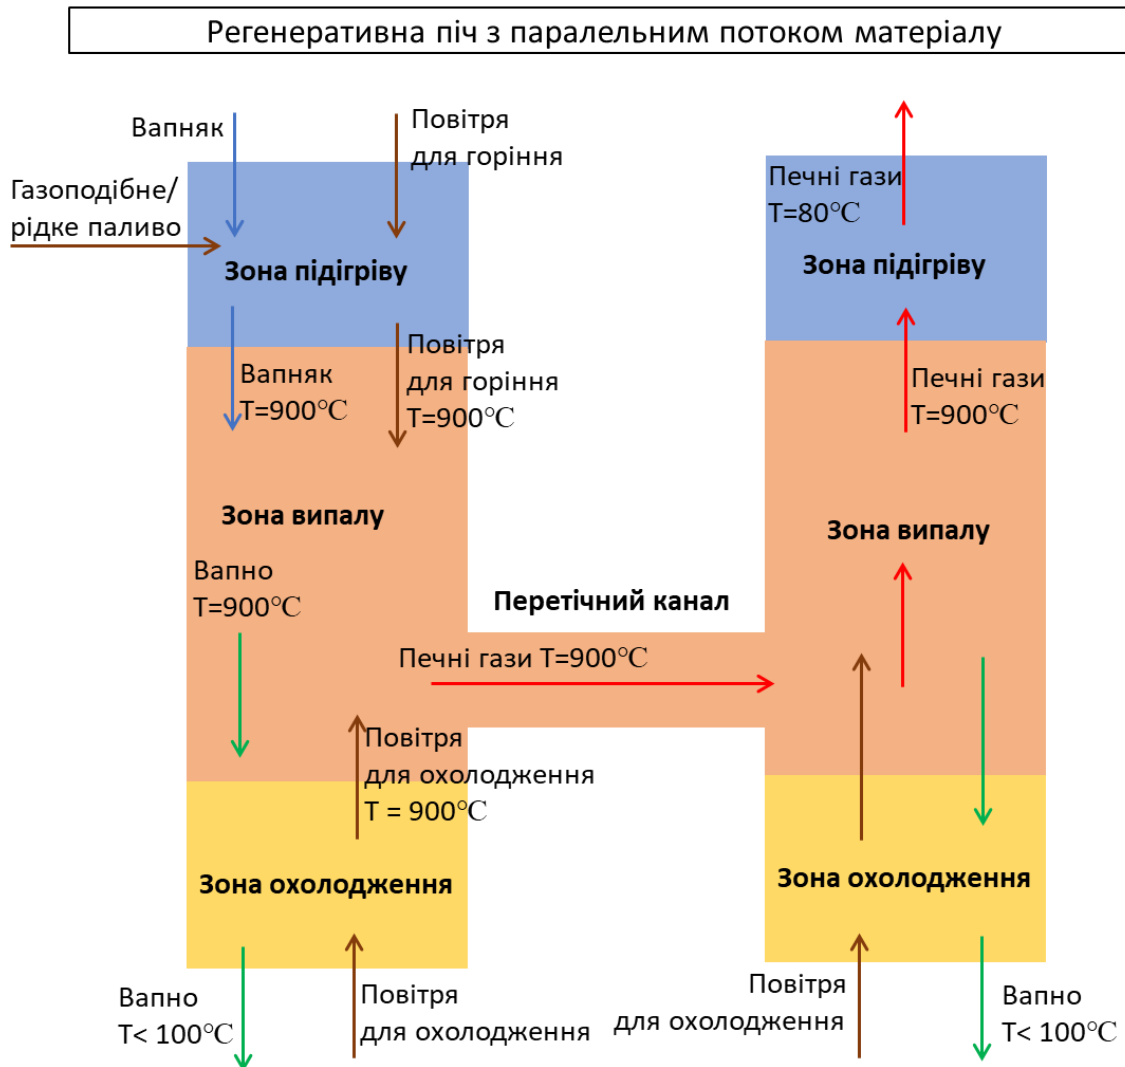 Регенеративна піч з паралельним потоком матеріалу
Вапняк
Повітря
для горіння
Газоподібне/
рідке паливо
Зона підігріву
Печні гази
T=80℃
Зона підігріву
Вапняк
T=900℃
Повітря
для горіння
T=900℃
Печні гази
T=900℃
Зона випалу
Зона випалу
Вапно
T=900℃
Перетічний канал
Печні гази T=900℃
Повітря
для охолодження
T = 900℃
Зона охолодження
Зона охолодження
Вапно
T< 100℃
Повітря
для охолодження
Повітря
для охолодження
Вапно
T< 100℃